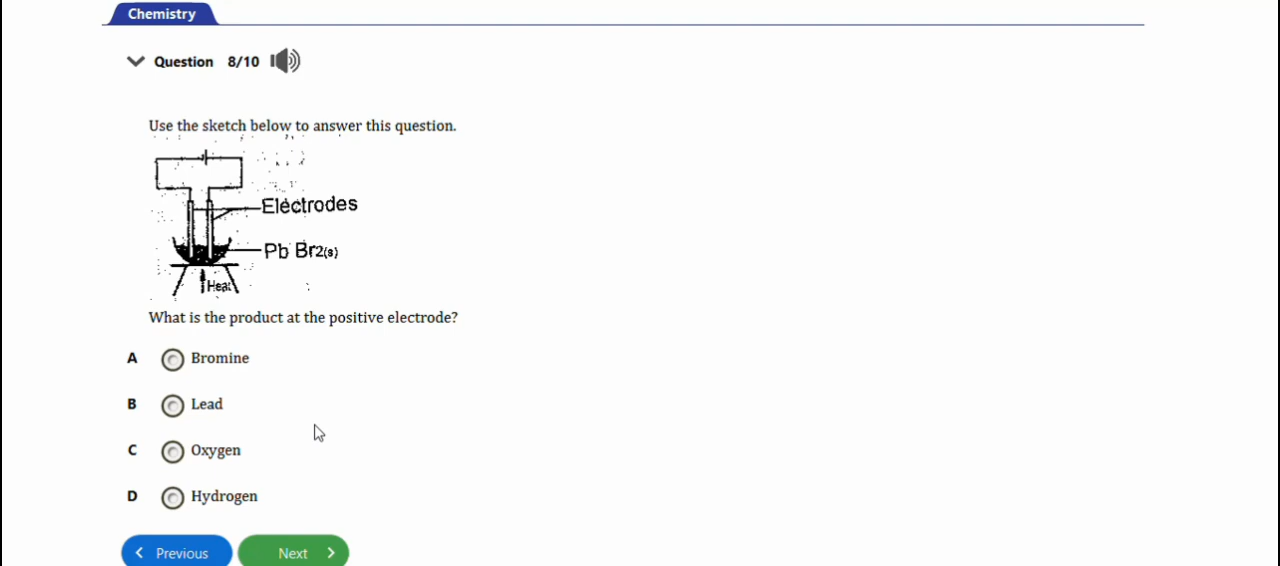 Chemistry
Question 8/10
Use the sketch below to answer this question.
Electrodes
Pb Br2(s)
Heat
What is the product at the positive electrode?
A Bromine
B Lead
C Oxygen
D Hydrogen
Previous Next